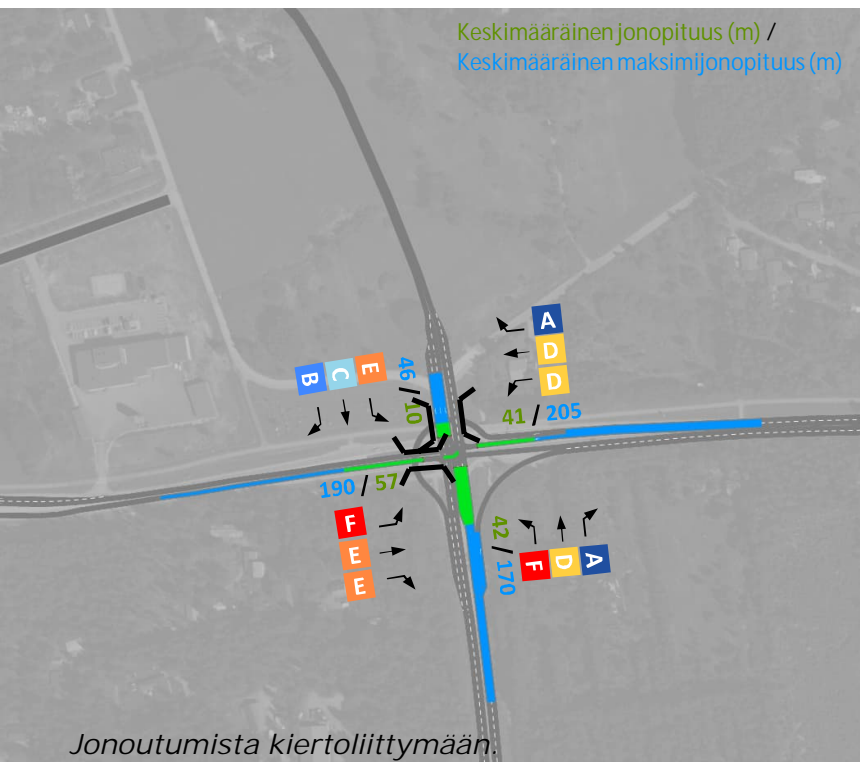 Keskimääräinen jonopituus (m) /
Keskimääräinen maksimijonopituus (m)
A
D
D
41 / 205
B C E
46 / 10
190 / 57
F
E
E
42 / 170
F D A
Jonoutumista kiertoliittymään.